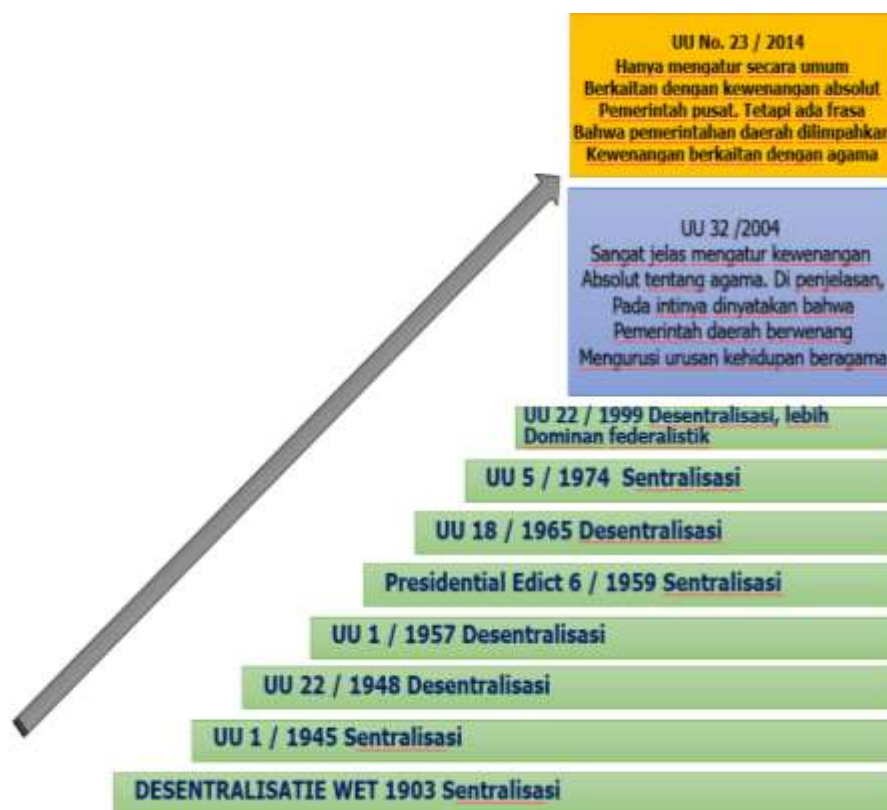 UU No. 23 / 2014
Hanya mengatur secara umum
Berkaitan dengan kewenangan absolut
Pemerintah pusat. Tetapi ada frasa
Bahwa pemerintahan daerah dilimpahkan
Kewenangan berkaitan dengan agama
UU 32 /2004
Sangat jelas mengatur kewenangan
Absolut tentang agama. Di penjelasan,
Pada intinya dinyatakan bahwa
Pemerintah daerah berwenang
Mengurusi urusan kehidupan beragama
UU 22 / 1999 Desentralisasi, lebih
Dominan federalistik
UU 5 / 1974 Sentralisasi
UU 18 / 1965 Desentralisasi
Presidential Edict 6 / 1959 Sentralisasi
UU 1 / 1957 Desentralisasi
UU 22 / 1948 Desentralisasi
UU 1 / 1945 Sentralisasi
DESENTRALISATIE WET 1903 Sentralisasi